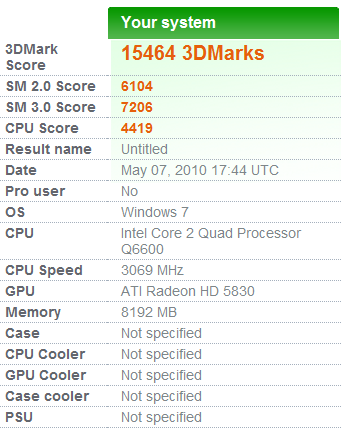 Your system
3DMark Score 15464 3DMarks
SM 2.0 Score 6104
SM 3.0 Score 7206
CPU Score 4419
Result name Untitled
Date May 07, 2010 17:44 UTC
Pro user No
OS Windows 7
CPU Intel Core 2 Quad Processor
Q6600
CPU Speed 3069 MHz
GPU ATI Radeon HD 5830
Memory 8192 MB
Case Not specified
CPU Cooler Not specified
GPU Cooler Not specified
Case cooler Not specified
PSU Not specified